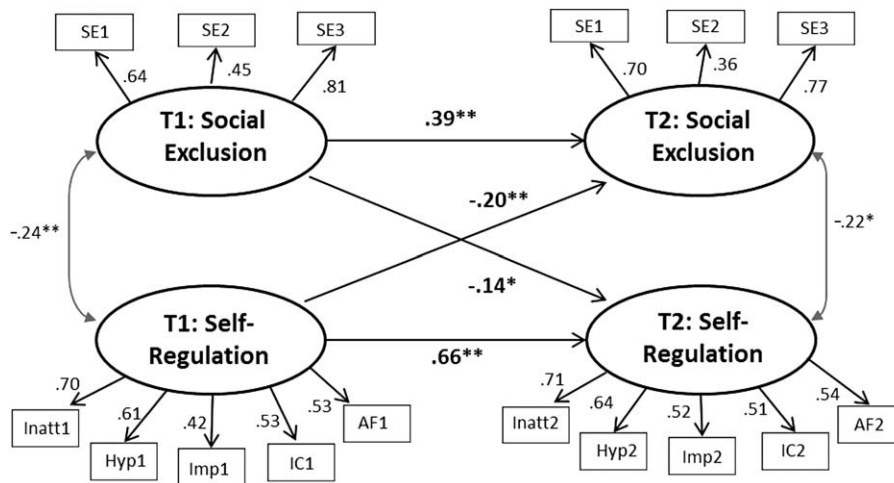 SE1
SE2
SE3
.64
.45
.81
T1: Social
Exclusion
SE1
SE2
SE3
.70
.36
.77
T2: Social
Exclusion
.39**
-.20**
-.14*
.66**
-.24**
-.22*
T1: Self-
Regulation
.70
.61
.42
.53
.53
Inatt1
Hyp1
Imp1
IC1
AF1
T2: Self-
Regulation
.71
.64
.52
.51
.54
Inatt2
Hyp2
Imp2
IC2
AF2